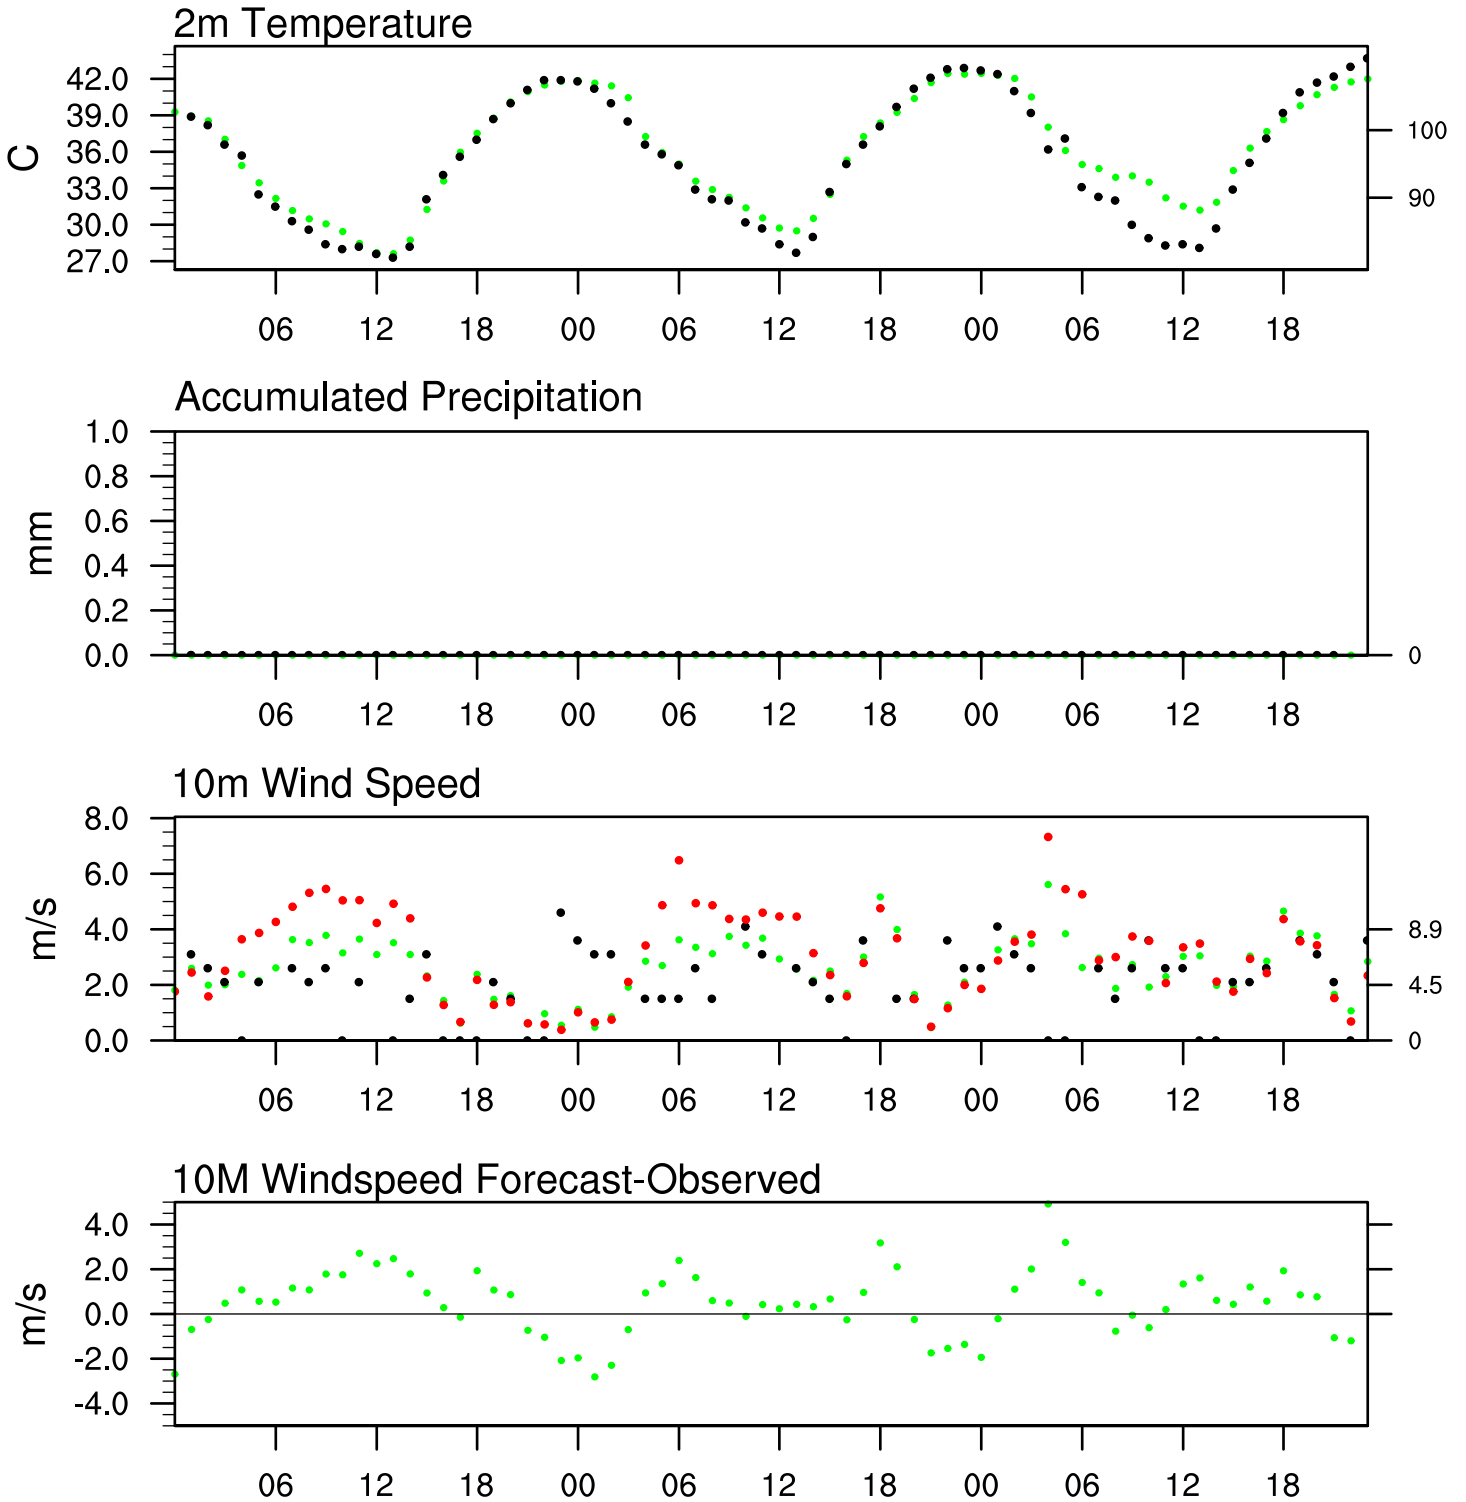 2m Temperature
42.0
39.0
36.0
33.0
30.0
27.0
C
100
90
06 12 18 00 06 12 18 00 06 12 18
Accumulated Precipitation
1.0
0.8
0.6
0.4
0.2
0.0
mm
0
06 12 18 00 06 12 18 00 06 12 18
10m Wind Speed
8.0
6.0
4.0
2.0
0.0
m/s
8.9
4.5
0
06 12 18 00 06 12 18 00 06 12 18
10M Windspeed Forecast-Observed
4.0
2.0
0.0
-2.0
-4.0
m/s
06 12 18 00 06 12 18 00 06 12 18